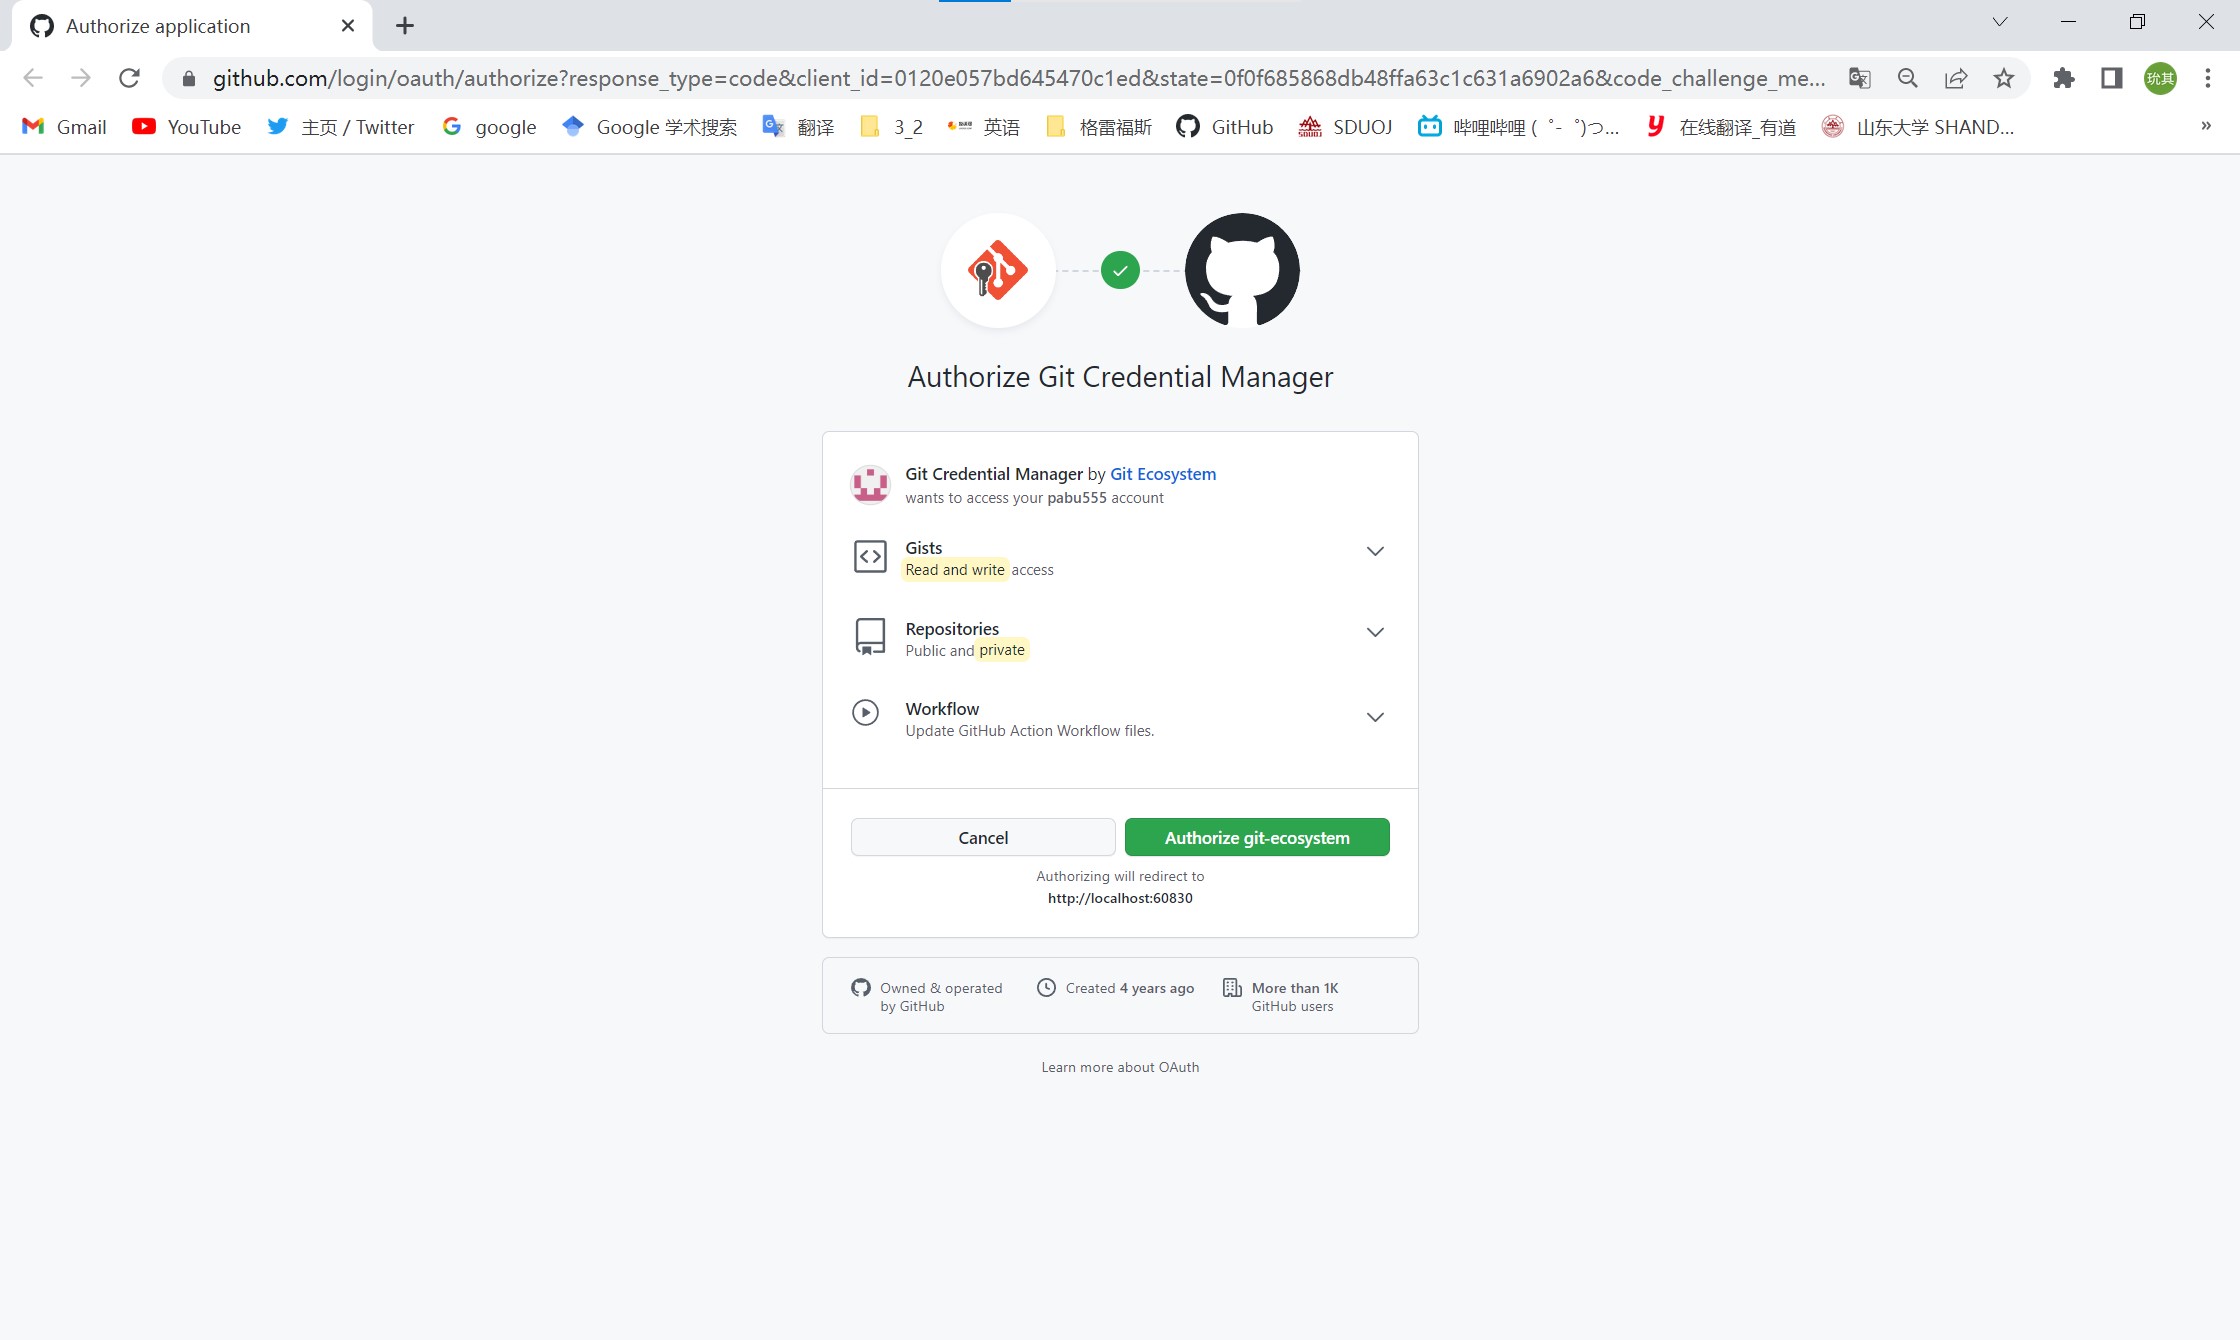 Authorize application
github.com/login/oauth/authorize?response_type=code&client_id=0120e057bd645470c1ed&state=0f0f685868db48ffa63c1c631a6902a6&code_challenge_me...
玧其
Gmail
YouTube
主页 / Twitter
google
Google 学术搜索
翻译
3_2
英语
格雷福斯
GitHub
SDUOJ
哔哩哔哩 ( ゜- ゜)つ...
在线翻译_有道
山东大学 SHAND...
»
Authorize Git Credential Manager
Git Credential Manager by Git Ecosystem
wants to access your pabu555 account
Gists
Read and write access
Repositories
Public and private
Workflow
Update GitHub Action Workflow files.
Cancel
Authorize git-ecosystem
Authorizing will redirect to
http://localhost:60830
Owned & operated
by GitHub
Created 4 years ago
More than 1K
GitHub users
Learn more about OAuth